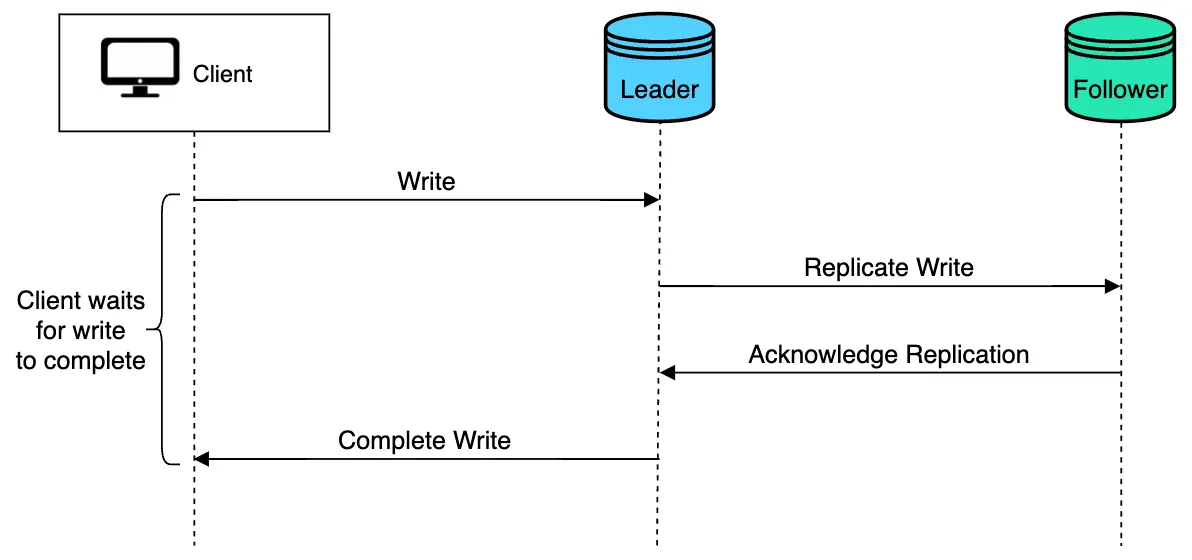 Client
Leader
Follower
Write
Replicate Write
Client waits
for write
to complete
Acknowledge Replication
Complete Write